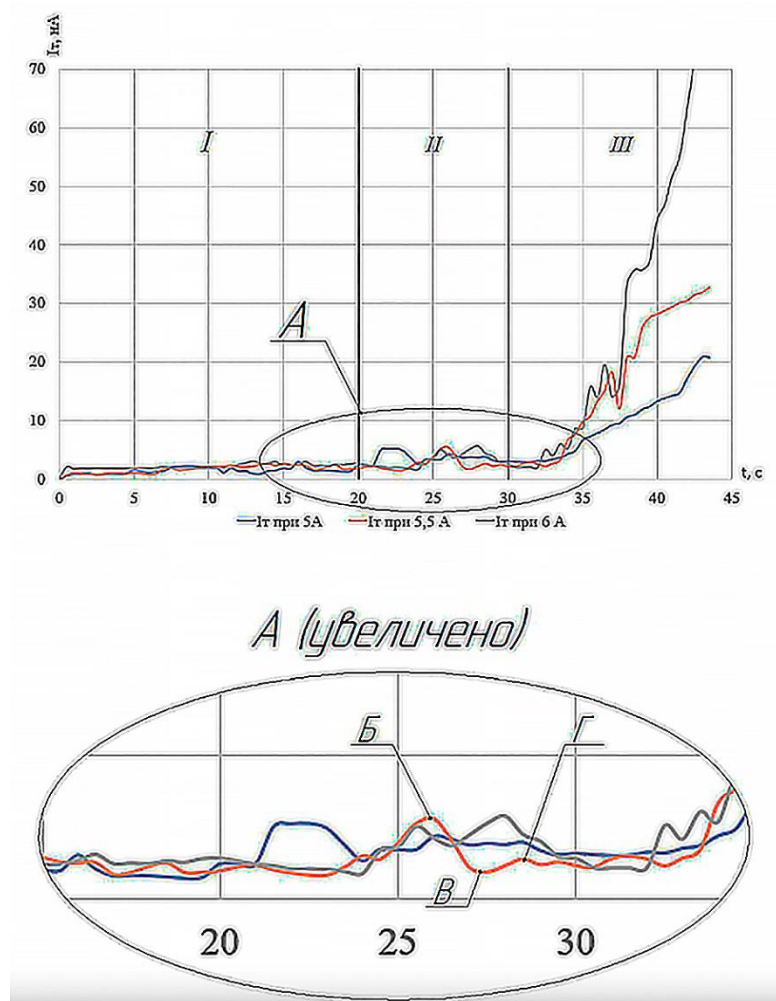 Iт, нА
70
60
50
40
30
20
10
0
I
II
III
А
0 5 10 15 20 25 30 35 40 45
t, с
Iт при 5А Iт при 5,5 А Iт при 6 А
А (увеличено)
Б
Г
В
20 25 30